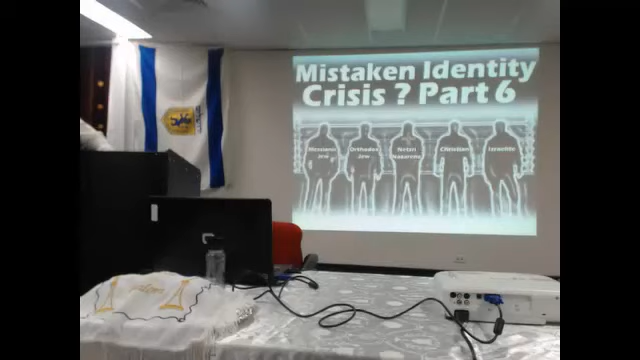 Mistaken Identity
Crisis ? Part 6
Messianic Jew
Orthodox Jew
Netzri Nazarene
Christian
Israelite